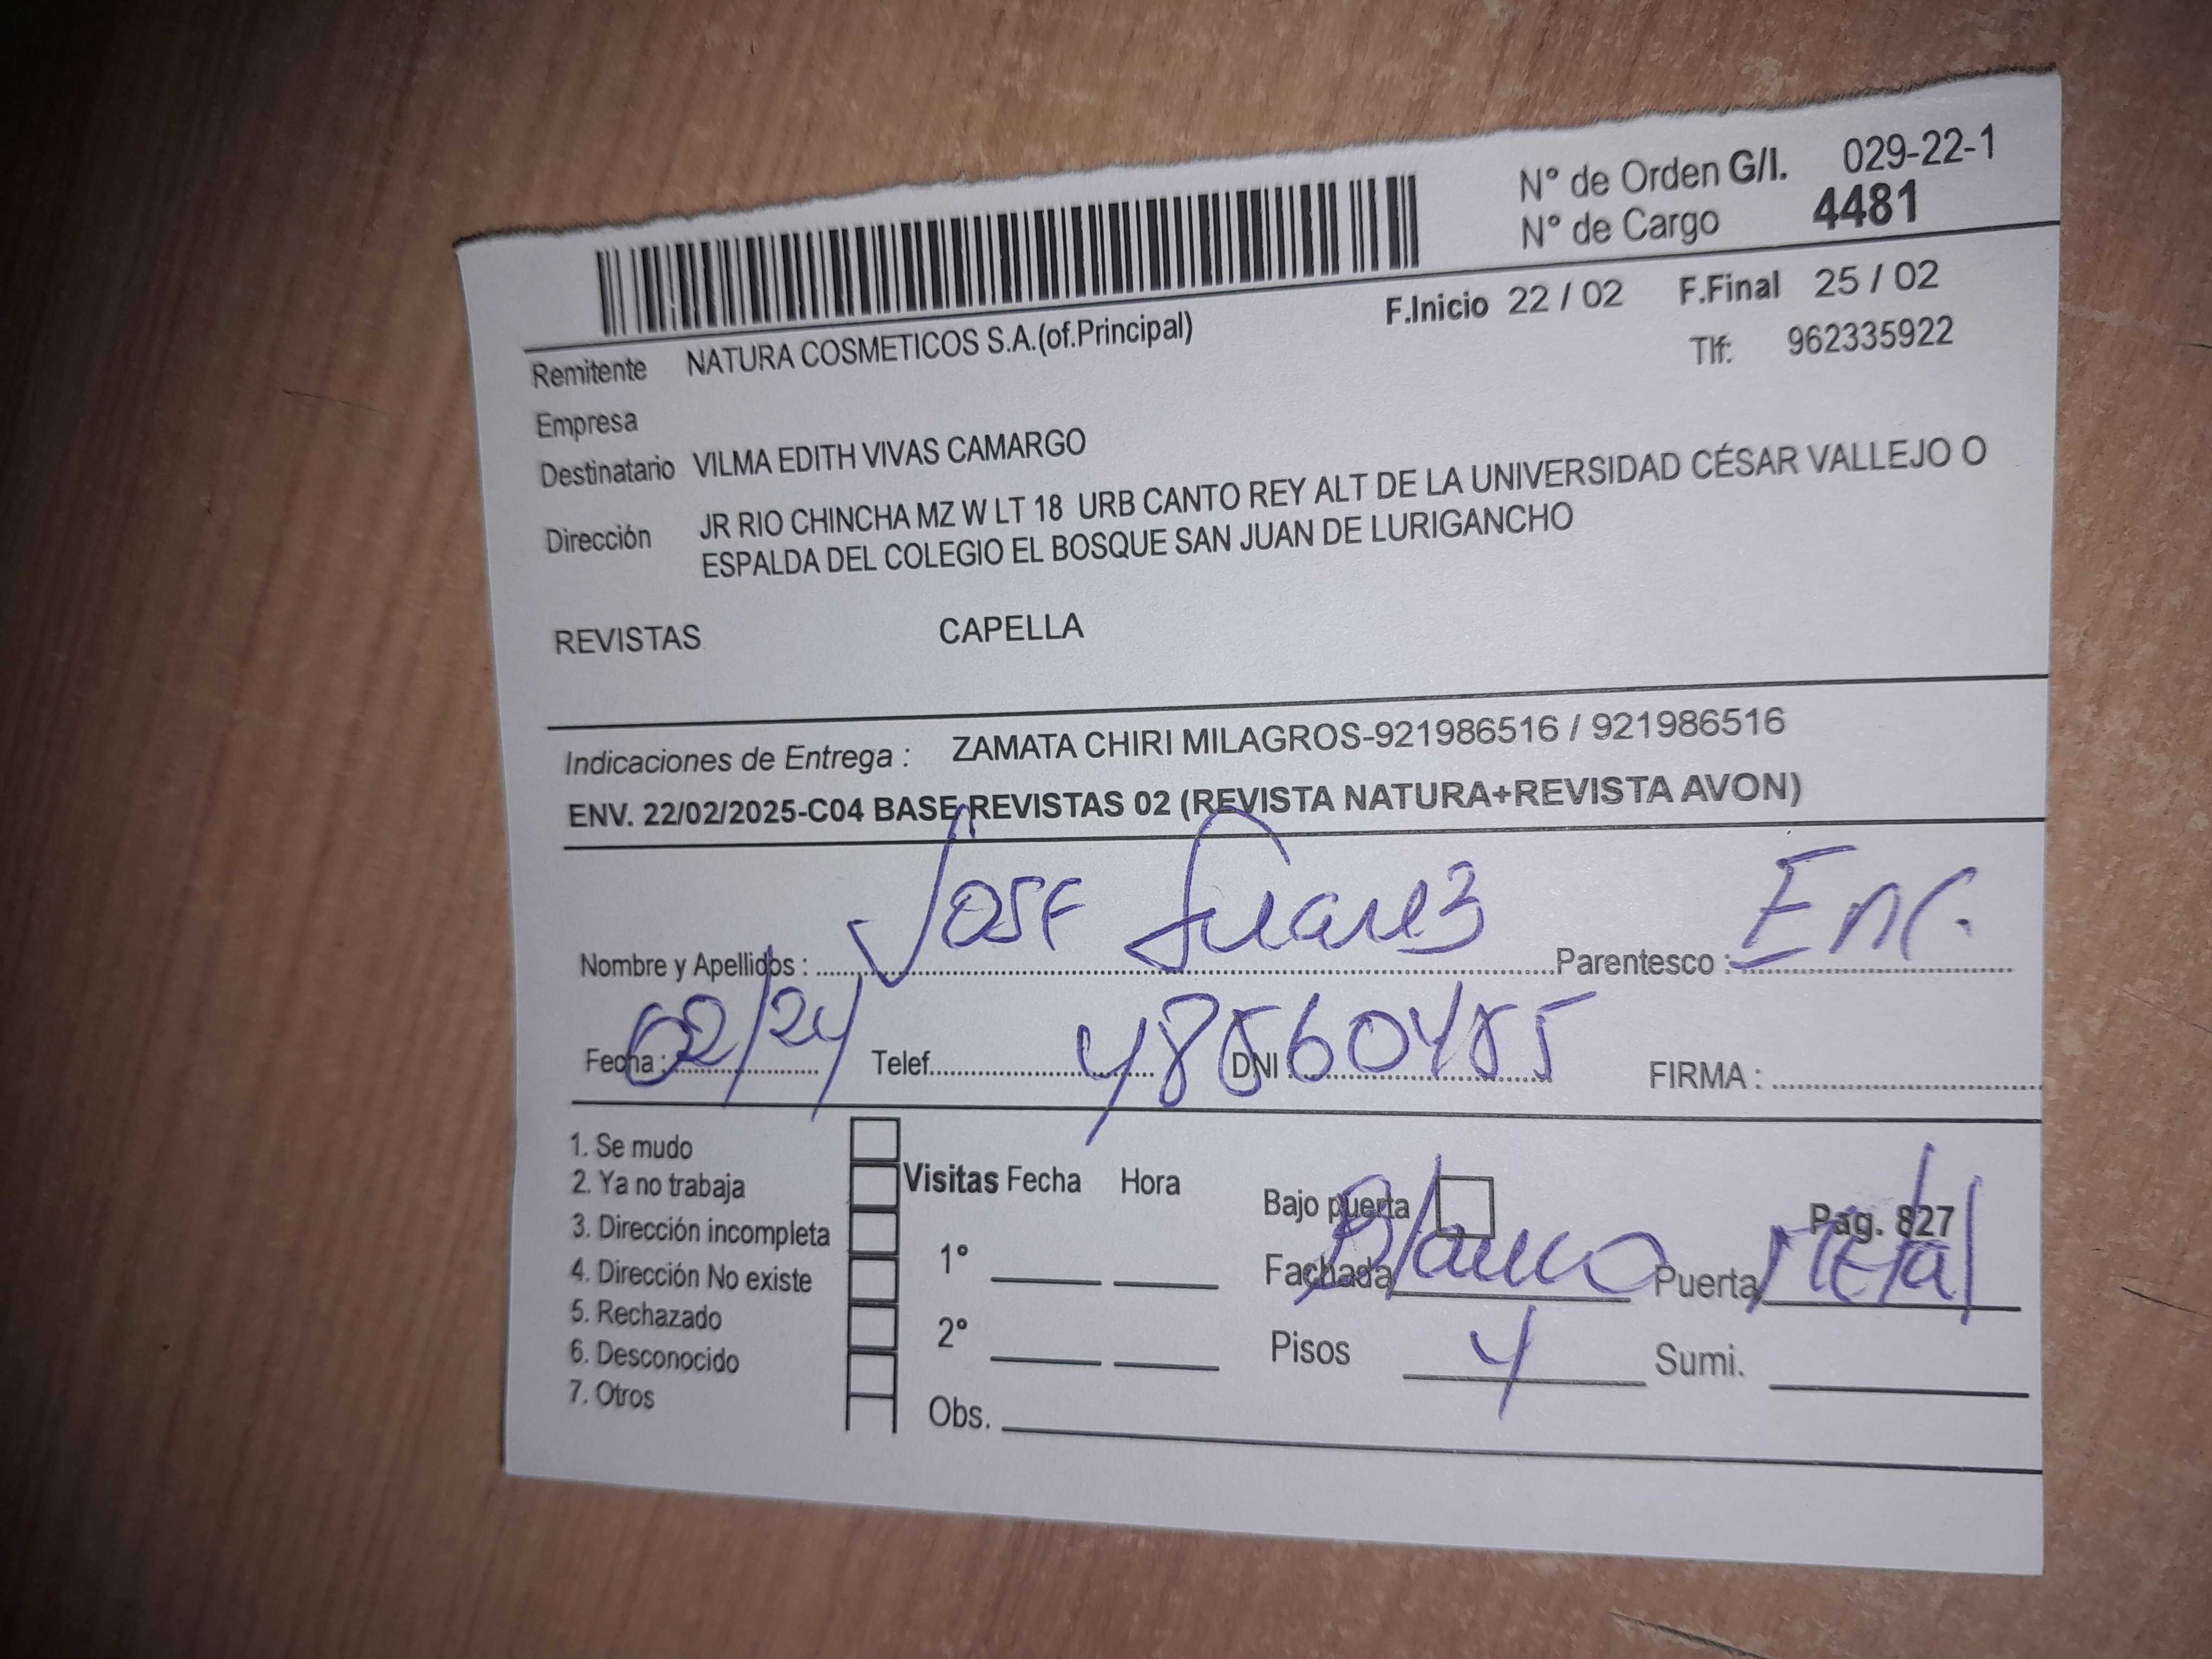 N° de Orden G/I. 029-22-1
N° de Cargo 4481
F.Inicio 22 / 02 F.Final 25 / 02
Remitente NATURA COSMETICOS S.A.(of.Principal) Tlf: 962335922
Empresa
Destinatario VILMA EDITH VIVAS CAMARGO
Dirección JR RIO CHINCHA MZ W LT 18 URB CANTO REY ALT DE LA UNIVERSIDAD CÉSAR VALLEJO O
ESPALDA DEL COLEGIO EL BOSQUE SAN JUAN DE LURIGANCHO
REVISTAS CAPELLA
Indicaciones de Entrega : ZAMATA CHIRI MILAGROS-921986516 / 921986516
ENV. 22/02/2025-C04 BASE REVISTAS 02 (REVISTA NATURA+REVISTA AVON)
Nombre y Apellidos : Jose Suarez Parentesco : Enc.
Fecha : 02/24 Telef. DNI FIRMA :
1. Se mudo
2. Ya no trabaja
3. Dirección incompleta
4. Dirección No existe
5. Rechazado
6. Desconocido
7. Otros
Visitas Fecha Hora
1°
2°
Obs.
Bajo puerta Pag. 827
Fachada Blanco Puerta Metal
Pisos 4 Sumi.